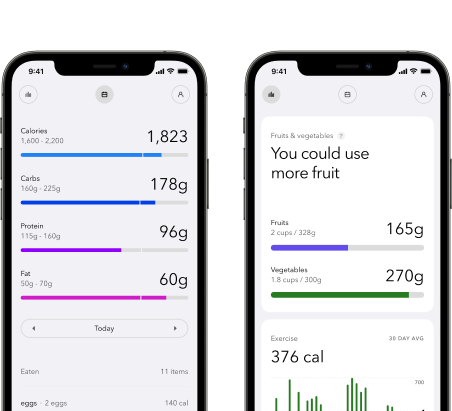 9:41
Calories
1,600 - 2,200
1,823
Carbs
160g - 225g
178g
Protein
115g - 160g
96g
Fat
50g - 70g
60g
Today
Eaten
11 items
eggs · 2 eggs
140 cal
9:41
Fruits & vegetables ?
You could use
more fruit
Fruits
2 cups / 328g
165g
Vegetables
1.8 cups / 300g
270g
Exercise
30 DAY AVG
376 cal
700